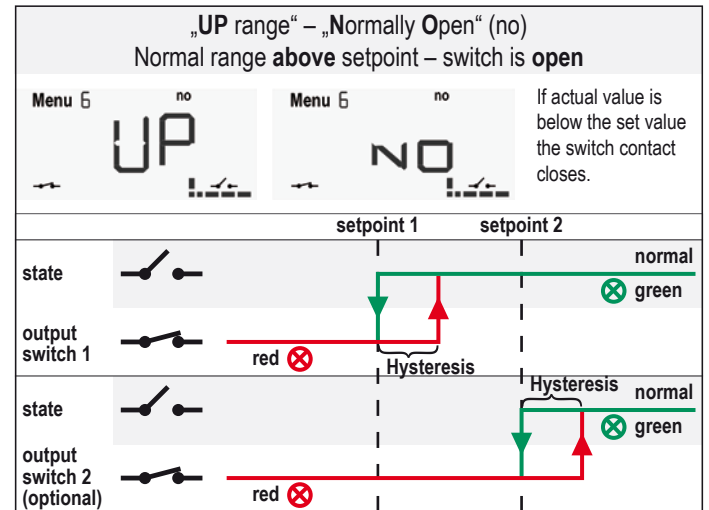 „UP range“ – „Normally Open“ (no)
Normal range above setpoint – switch is open
Menu 6 no
UP
Menu 6 no
NO
If actual value is
below the set value
the switch contact
closes.
setpoint 1 setpoint 2
state
normal
green
output
switch 1
red
Hysteresis
state
Hysteresis
normal
green
output
switch 2
(optional)
red